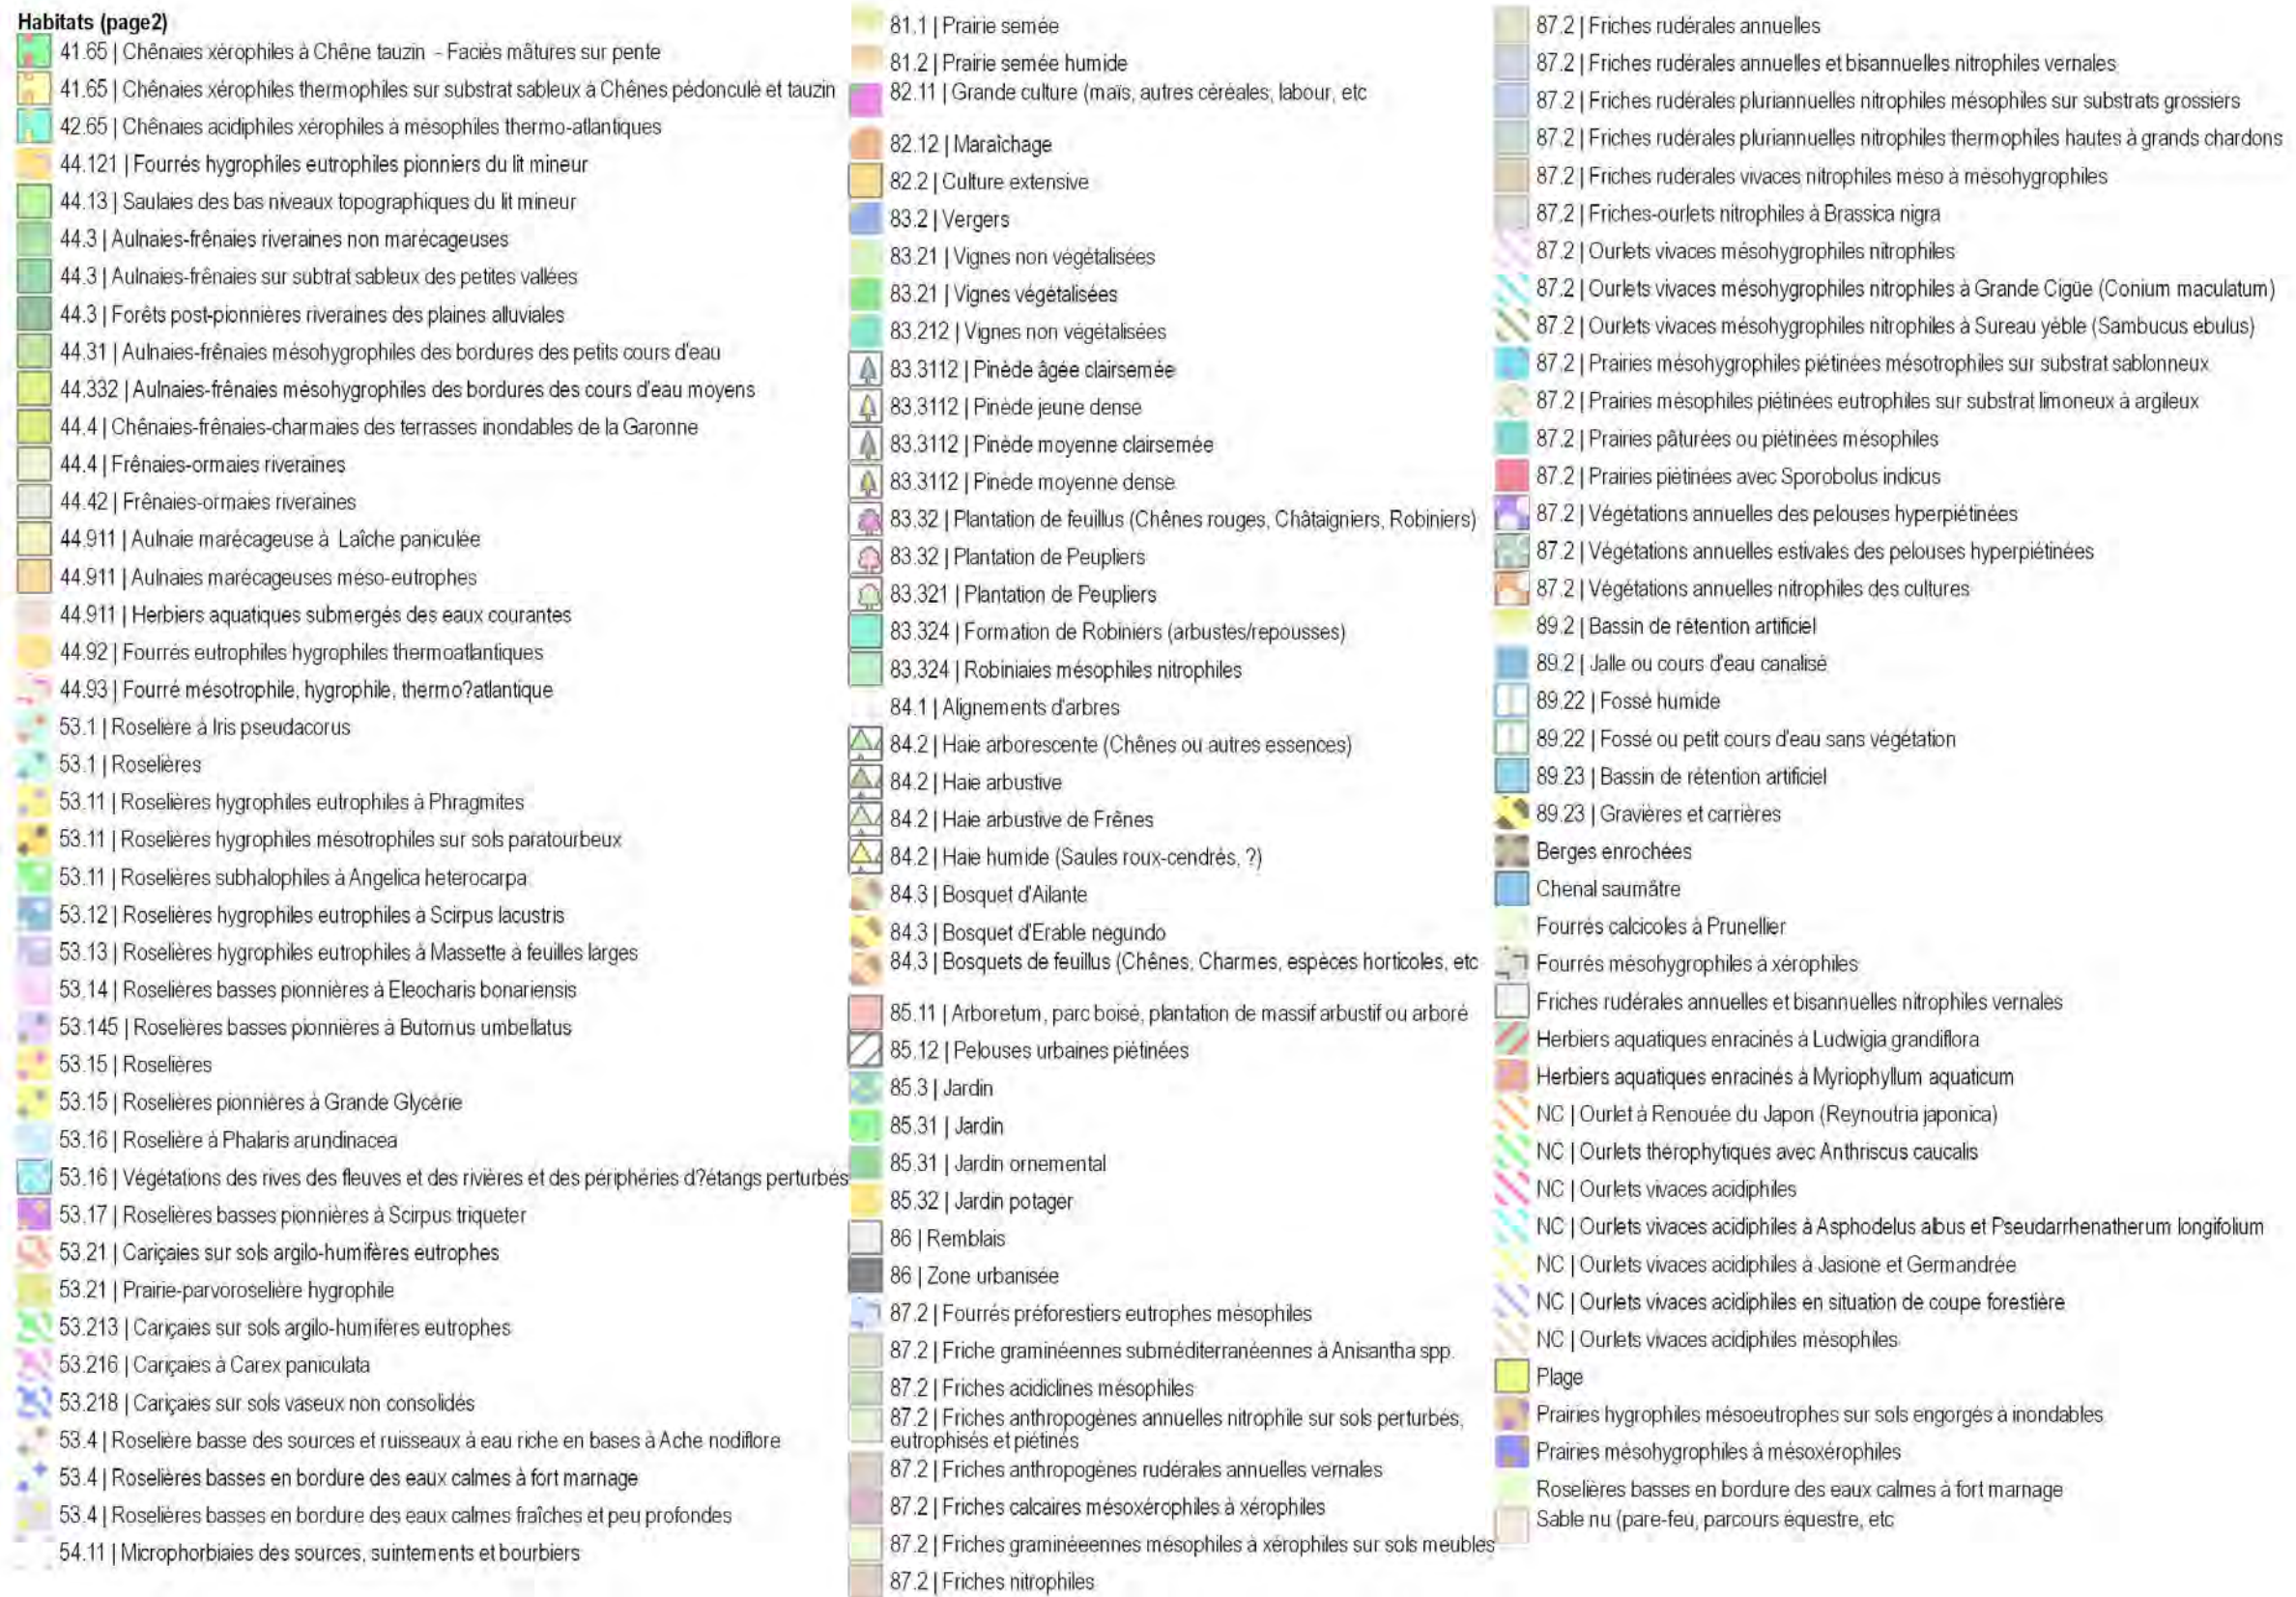 Habitats (page2)
41.65 | Chênaies xérophiles à Chêne tauzin - Faciès mâtures sur pente
41.65 | Chênaies xérophiles thermophiles sur substrat sableux à Chênes pédonculé et tauzin
42.65 | Chênaies acidiphiles xérophiles à mésophiles thermo-atlantiques
44.121 | Fourrés hygrophiles eutrophiles pionniers du lit mineur
44.13 | Saulaies des bas niveaux topographiques du lit mineur
44.3 | Aulnaies-frênaies riveraines non marécageuses
44.3 | Aulnaies-frênaies sur subtrat sableux des petites vallées
44.3 | Forêts post-pionnières riveraines des plaines alluviales
44.31 | Aulnaies-frênaies mésohygrophiles des bordures des petits cours d'eau
44.332 | Aulnaies-frênaies mésohygrophiles des bordures des cours d'eau moyens
44.4 | Chênaies-frênaies-charmaies des terrasses inondables de la Garonne
44.4 | Frênaies-ormaies riveraines
44.42 | Frênaies-ormaies riveraines
44.911 | Aulnaie marécageuse à Laîche paniculée
44.911 | Aulnaies marécageuses méso-eutrophes
44.911 | Herbiers aquatiques submergés des eaux courantes
44.92 | Fourrés eutrophiles hygrophiles thermoatlantiques
44.93 | Fourré mésotrophile, hygrophile, thermo?atlantique
53.1 | Roselière à Iris pseudacorus
53.1 | Roselières
53.11 | Roselières hygrophiles eutrophiles à Phragmites
53.11 | Roselières hygrophiles mésotrophiles sur sols paratourbeux
53.11 | Roselières subhalophiles à Angelica heterocarpa
53.12 | Roselières hygrophiles eutrophiles à Scirpus lacustris
53.13 | Roselières hygrophiles eutrophiles à Massette à feuilles larges
53.14 | Roselières basses pionnières à Eleocharis bonariensis
53.145 | Roselières basses pionnières à Butomus umbellatus
53.15 | Roselières
53.15 | Roselières pionnières à Grande Glycérie
53.16 | Roselière à Phalaris arundinacea
53.16 | Végétations des rives des fleuves et des rivières et des périphéries d?étangs perturbés
53.17 | Roselières basses pionnières à Scirpus triqueter
53.21 | Cariçaies sur sols argilo-humifères eutrophes
53.21 | Prairie-parvoroselière hygrophile
53.213 | Cariçaies sur sols argilo-humifères eutrophes
53.216 | Cariçaies à Carex paniculata
53.218 | Cariçaies sur sols vaseux non consolidés
53.4 | Roselière basse des sources et ruisseaux à eau riche en bases à Ache nodiflore
53.4 | Roselières basses en bordure des eaux calmes à fort marnage
53.4 | Roselières basses en bordure des eaux calmes fraîches et peu profondes
54.11 | Microphorbiaies des sources, suintements et bourbiers
81.1 | Prairie semée
81.2 | Prairie semée humide
82.11 | Grande culture (maïs, autres céréales, labour, etc
82.12 | Maraîchage
82.2 | Culture extensive
83.2 | Vergers
83.21 | Vignes non végétalisées
83.21 | Vignes végétalisées
83.212 | Vignes non végétalisées
83.3112 | Pinède âgée clairsemée
83.3112 | Pinède jeune dense
83.3112 | Pinède moyenne clairsemée
83.3112 | Pinède moyenne dense
83.32 | Plantation de feuillus (Chênes rouges, Châtaigniers, Robiniers)
83.32 | Plantation de Peupliers
83.321 | Plantation de Peupliers
83.324 | Formation de Robiniers (arbustes/repousses)
83.324 | Robiniaies mésophiles nitrophiles
84.1 | Alignements d'arbres
84.2 | Haie arborescente (Chênes ou autres essences)
84.2 | Haie arbustive
84.2 | Haie arbustive de Frênes
84.2 | Haie humide (Saules roux-cendrés, ?)
84.3 | Bosquet d'Ailante
84.3 | Bosquet d'Erable negundo
84.3 | Bosquets de feuillus (Chênes, Charmes, espèces horticoles, etc
85.11 | Arboretum, parc boisé, plantation de massif arbustif ou arboré
85.12 | Pelouses urbaines piétinées
85.3 | Jardin
85.31 | Jardin
85.31 | Jardin ornemental
85.32 | Jardin potager
86 | Remblais
86 | Zone urbanisée
87.2 | Fourrés préforestiers eutrophes mésophiles
87.2 | Friche graminéennes subméditerranéennes à Anisantha spp.
87.2 | Friches acidiclines mésophiles
87.2 | Friches anthropogènes annuelles nitrophile sur sols perturbés,
eutrophisés et piétinés
87.2 | Friches anthropogènes rudérales annuelles vernales
87.2 | Friches calcaires mésoxérophiles à xérophiles
87.2 | Friches graminéeennes mésophiles à xérophiles sur sols meubles
87.2 | Friches nitrophiles
87.2 | Friches rudérales annuelles
87.2 | Friches rudérales annuelles et bisannuelles nitrophiles vernales
87.2 | Friches rudérales pluriannuelles nitrophiles mésophiles sur substrats grossiers
87.2 | Friches rudérales pluriannuelles nitrophiles thermophiles hautes à grands chardons
87.2 | Friches rudérales vivaces nitrophiles méso à mésohygrophiles
87.2 | Friches-ourlets nitrophiles à Brassica nigra
87.2 | Ourlets vivaces mésohygrophiles nitrophiles
87.2 | Ourlets vivaces mésohygrophiles nitrophiles à Grande Cigüe (Conium maculatum)
87.2 | Ourlets vivaces mésohygrophiles nitrophiles à Sureau yèble (Sambucus ebulus)
87.2 | Prairies mésohygrophiles piétinées mésotrophiles sur substrat sablonneux
87.2 | Prairies mésophiles piétinées eutrophiles sur substrat limoneux à argileux
87.2 | Prairies pâturées ou piétinées mésophiles
87.2 | Prairies piétinées avec Sporobolus indicus
87.2 | Végétations annuelles des pelouses hyperpiétinées
87.2 | Végétations annuelles estivales des pelouses hyperpiétinées
87.2 | Végétations annuelles nitrophiles des cultures
89.2 | Bassin de rétention artificiel
89.2 | Jalle ou cours d'eau canalisé
89.22 | Fossé humide
89.22 | Fossé ou petit cours d'eau sans végétation
89.23 | Bassin de rétention artificiel
89.23 | Gravières et carrières
Berges enrochées
Chenal saumâtre
Fourrés calcicoles à Prunellier
Fourrés mésohygrophiles à xérophiles
Friches rudérales annuelles et bisannuelles nitrophiles vernales
Herbiers aquatiques enracinés à Ludwigia grandiflora
Herbiers aquatiques enracinés à Myriophyllum aquaticum
NC | Ourlet à Renouée du Japon (Reynoutria japonica)
NC | Ourlets thérophytiques avec Anthriscus caucalis
NC | Ourlets vivaces acidiphiles
NC | Ourlets vivaces acidiphiles à Asphodelus albus et Pseudarrhenatherum longifolium
NC | Ourlets vivaces acidiphiles à Jasione et Germandrée
NC | Ourlets vivaces acidiphiles en situation de coupe forestière
NC | Ourlets vivaces acidiphiles mésophiles
Plage
Prairies hygrophiles mésoeutrophes sur sols engorgés à inondables
Prairies mésohygrophiles à mésoxérophiles
Roselières basses en bordure des eaux calmes à fort marnage
Sable nu (pare-feu, parcours équestre, etc